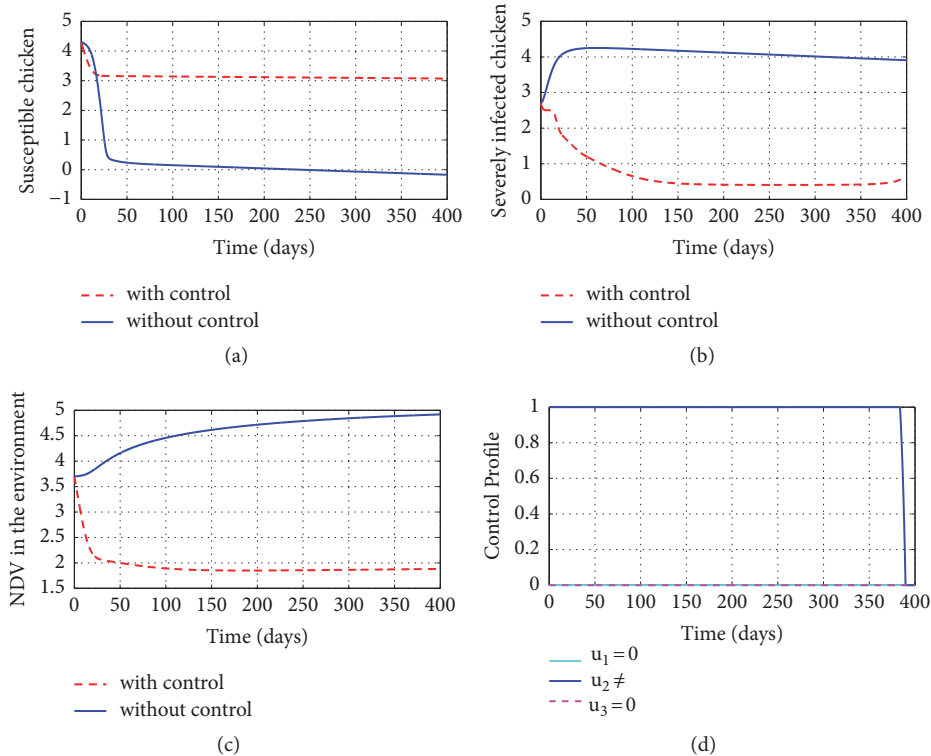 Susceptible chicken
5
4
3
2
1
0
−1
0 50 100 150 200 250 300 350 400
Time (days)
with control
without control
(a)
Severely infected chicken
5
4
3
2
1
0
0 50 100 150 200 250 300 350 400
Time (days)
with control
without control
(b)
NDV in the environment
5
4.5
4
3.5
3
2.5
2
1.5
0 50 100 150 200 250 300 350 400
Time (days)
with control
without control
(c)
Control Profile
1
0.8
0.6
0.4
0.2
0
0 50 100 150 200 250 300 350 400
Time (days)
u₁ = 0
u₂ ≠
u₃ = 0
(d)